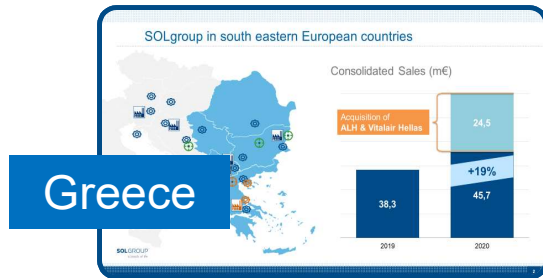 SOLgroup in south eastern European countries
Consolidated Sales (m€)
Acquisition of
ALH & Vitalair Hellas
24,5
+19%
38,3
45,7
2019
2020
Greece
SOLGROUP